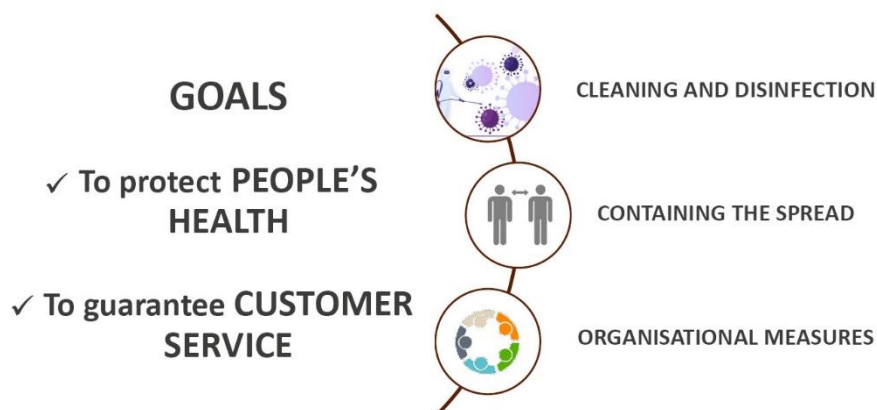 GOALS
✓ To protect PEOPLE'S
HEALTH
✓ To guarantee CUSTOMER
SERVICE
CLEANING AND DISINFECTION
CONTAINING THE SPREAD
ORGANISATIONAL MEASURES